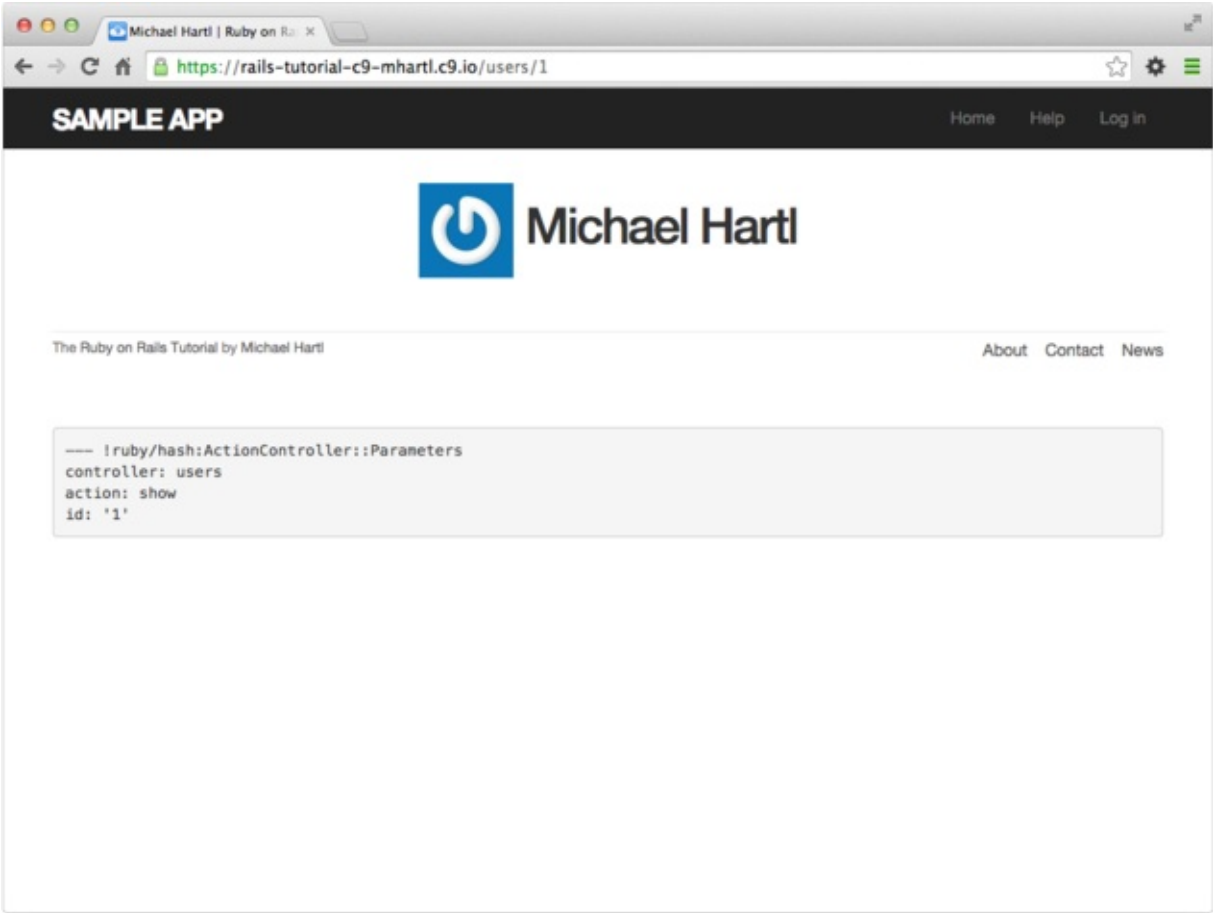 Michael Hartl | Ruby on Ra
https://rails-tutorial-c9-mhartl.c9.io/users/1
SAMPLE APP
Home Help Log in
Michael Hartl
The Ruby on Rails Tutorial by Michael Hartl
About Contact News
--- !ruby/hash:ActionController::Parameters
controller: users
action: show
id: '1'